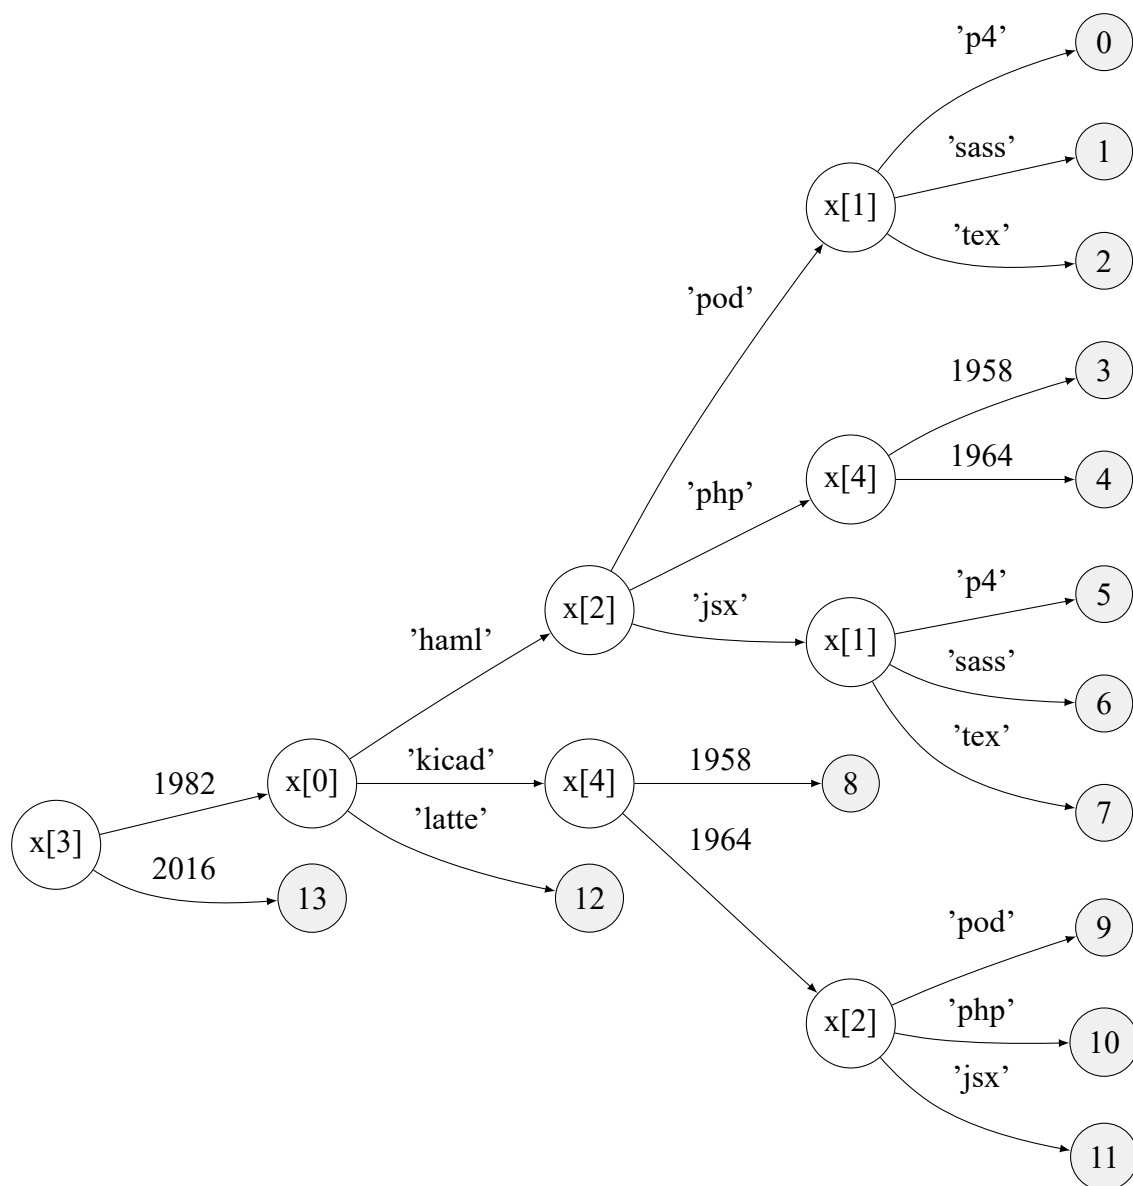 ’p4’
0
’sass’
1
x[1]
’tex’
2
’pod’
1958
3
’php’
x[4]
1964
4
’p4’
5
x[2]
’jsx’
x[1]
’sass’
6
’haml’
’tex’
7
1982
x[0]
’kicad’
x[4]
1958
8
’latte’
x[3]
1964
2016
13
12
’pod’
9
x[2]
’php’
10
’jsx’
11